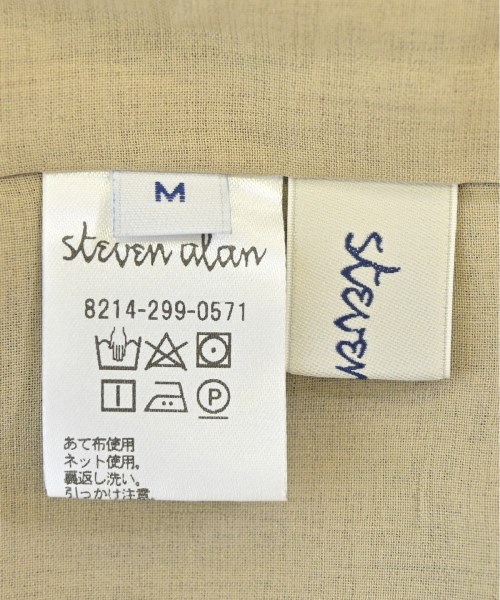 M
steven alan
8214-299-0571
P
あて布使用
ネット使用。
裏返し洗い。
引っかけ注意。
steven